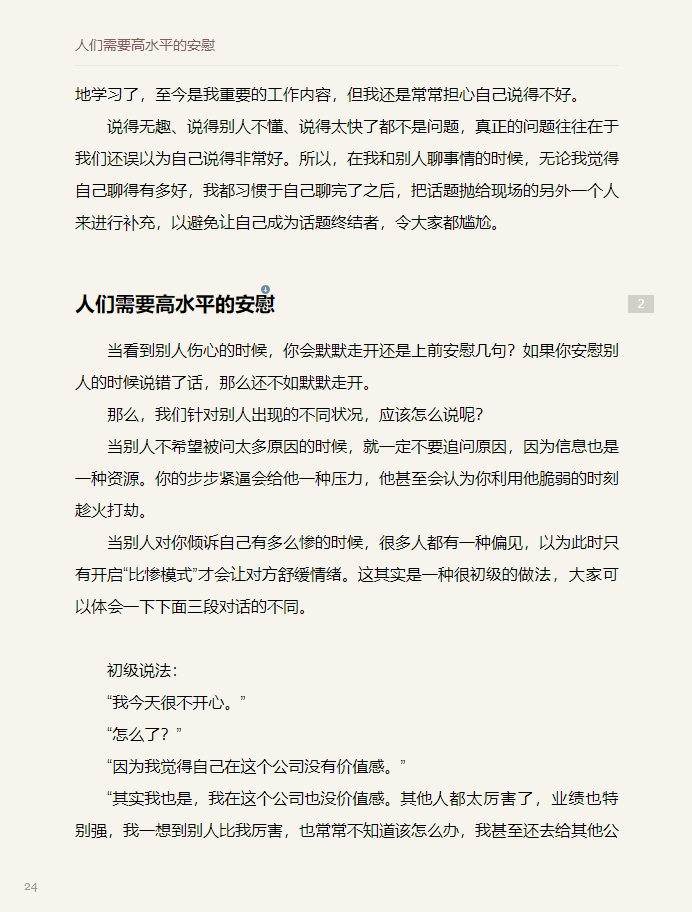 人们需要高水平的安慰
地学习了，至今是我重要的工作内容，但我还是常常担心自己说得不好。
说得无趣、说得别人不懂、说得太快了都不是问题，真正的问题往往在于
我们还误以为自己说得非常好。所以，在我和别人聊事情的时候，无论我觉得
自己聊得有多好，我都习惯于自己聊完了之后，把话题抛给现场的另外一个人
来进行补充，以避免让自己成为话题终结者，令大家都尴尬。
人们需要高水平的安慰
2
当看到别人伤心的时候，你会默默走开还是上前安慰几句？如果你安慰别
人的时候说错了话，那么还不如默默走开。
那么，我们针对别人出现的不同状况，应该怎么说呢？
当别人不希望被问太多原因的时候，就一定不要追问原因，因为信息也是
一种资源。你的步步紧逼会给他一种压力，他甚至会认为你利用他脆弱的时刻
趁火打劫。
当别人对你倾诉自己有多么惨的时候，很多人都有一种偏见，以为此时只
有开启“比惨模式”才会让对方舒缓情绪。这其实是一种很初级的做法，大家可
以体会一下下面三段对话的不同。
初级说法：
“我今天很不开心。”
“怎么了？”
“因为我觉得自己在这个公司没有价值感。”
“其实我也是，我在这个公司也没价值感。其他人都太厉害了，业绩也特
别强，我一想到别人比我厉害，也常常不知道该怎么办，我甚至还去给其他公
24